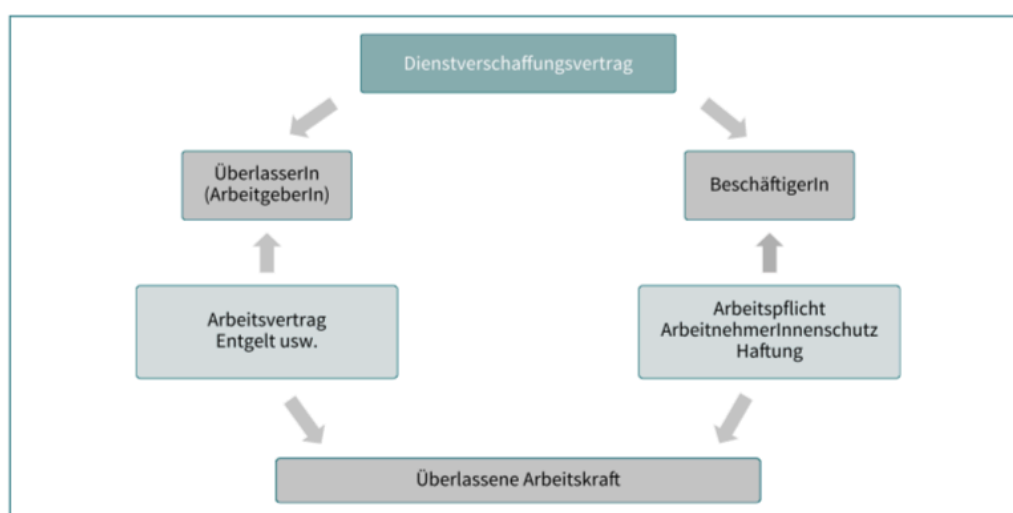 Dienstverschaffungsvertrag
ÜberlasserIn
(ArbeitgeberIn)
BeschäftigerIn
Arbeitsvertrag
Entgelt usw.
Arbeitspflicht
ArbeitnehmerInnenschutz
Haftung
Überlassene Arbeitskraft